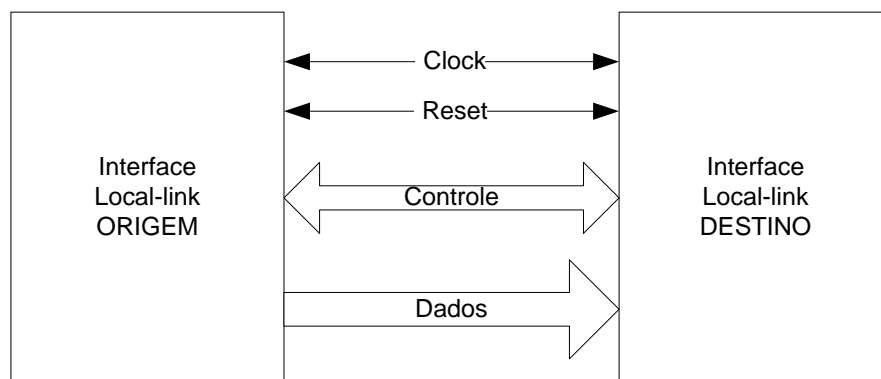 Clock
Reset
Interface
Local-link
ORIGEM
Controle
Interface
Local-link
DESTINO
Dados